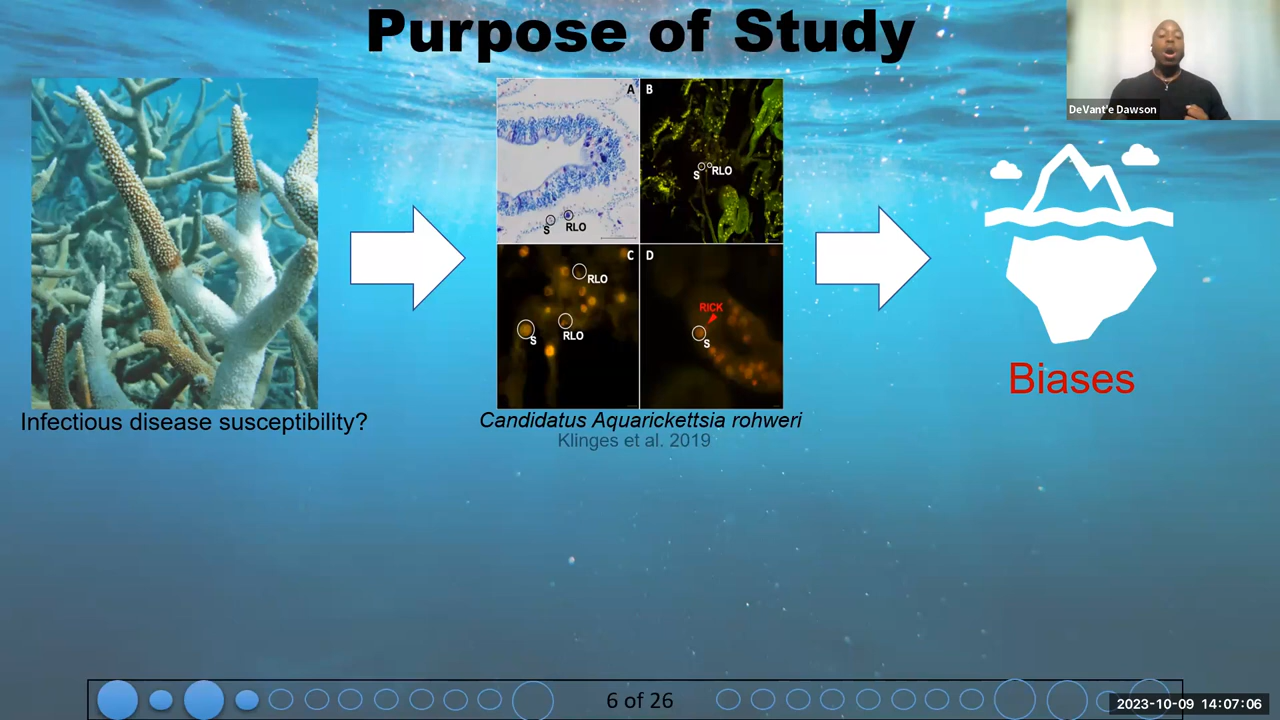 Purpose of Study
DeVant'e Dawson
A
B
S
RLO
S
RLO
C
D
RLO
RLO
S
RICK
S
Biases
Infectious disease susceptibility?
Candidatus Aquarickettsia rohweri
Klinges et al. 2019
6 of 26
2023-10-09 14:07:06